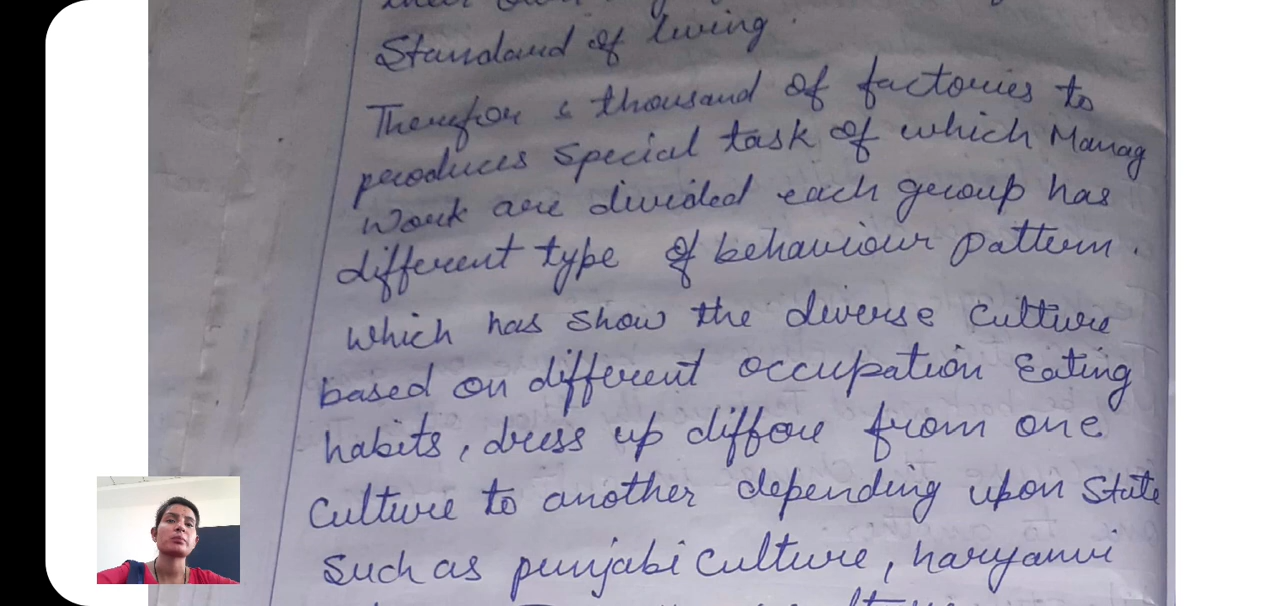 Standard of living.
Therefore thousand of factories to
produces Special task of which Manag
Work are divided each group has
different type of behaviour pattern.
Which has show the diverse culture
based on different occupation Eating
habits, dress up differ from one
Culture to another depending upon State
Such as punjabi culture, haryanvi